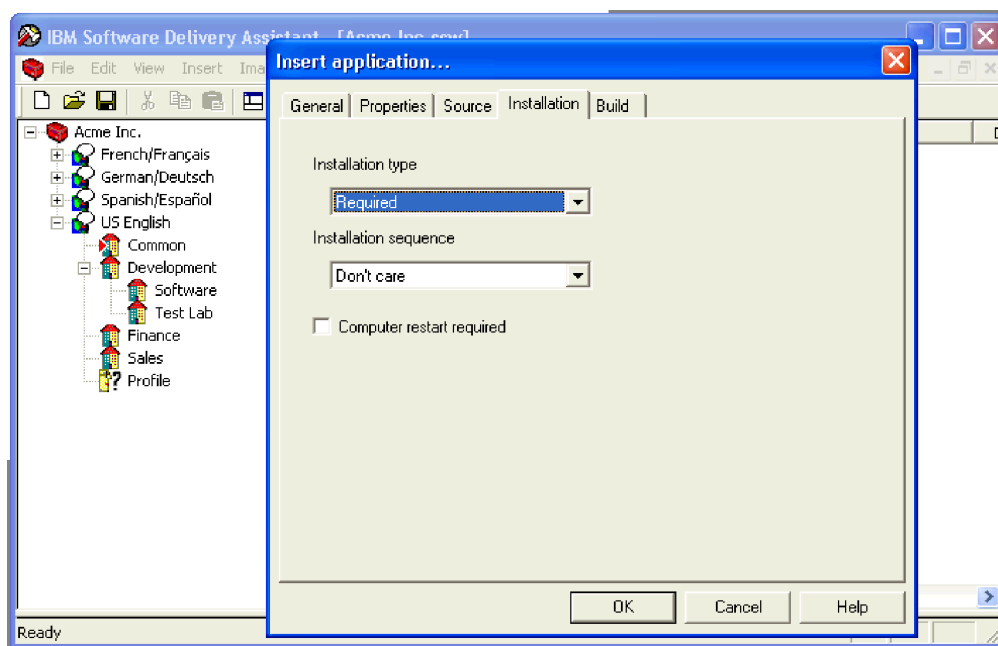 IBM Software Delivery Assistant - [Acme Inc.sew]
File Edit View Insert Ima
Insert application...
General Properties Source Installation Build
Acme Inc.
French/Français
German/Deutsch
Spanish/Español
US English
Common
Development
Software
Test Lab
Finance
Sales
Profile
Installation type
Required
Installation sequence
Don't care
Computer restart required
OK Cancel Help
Ready